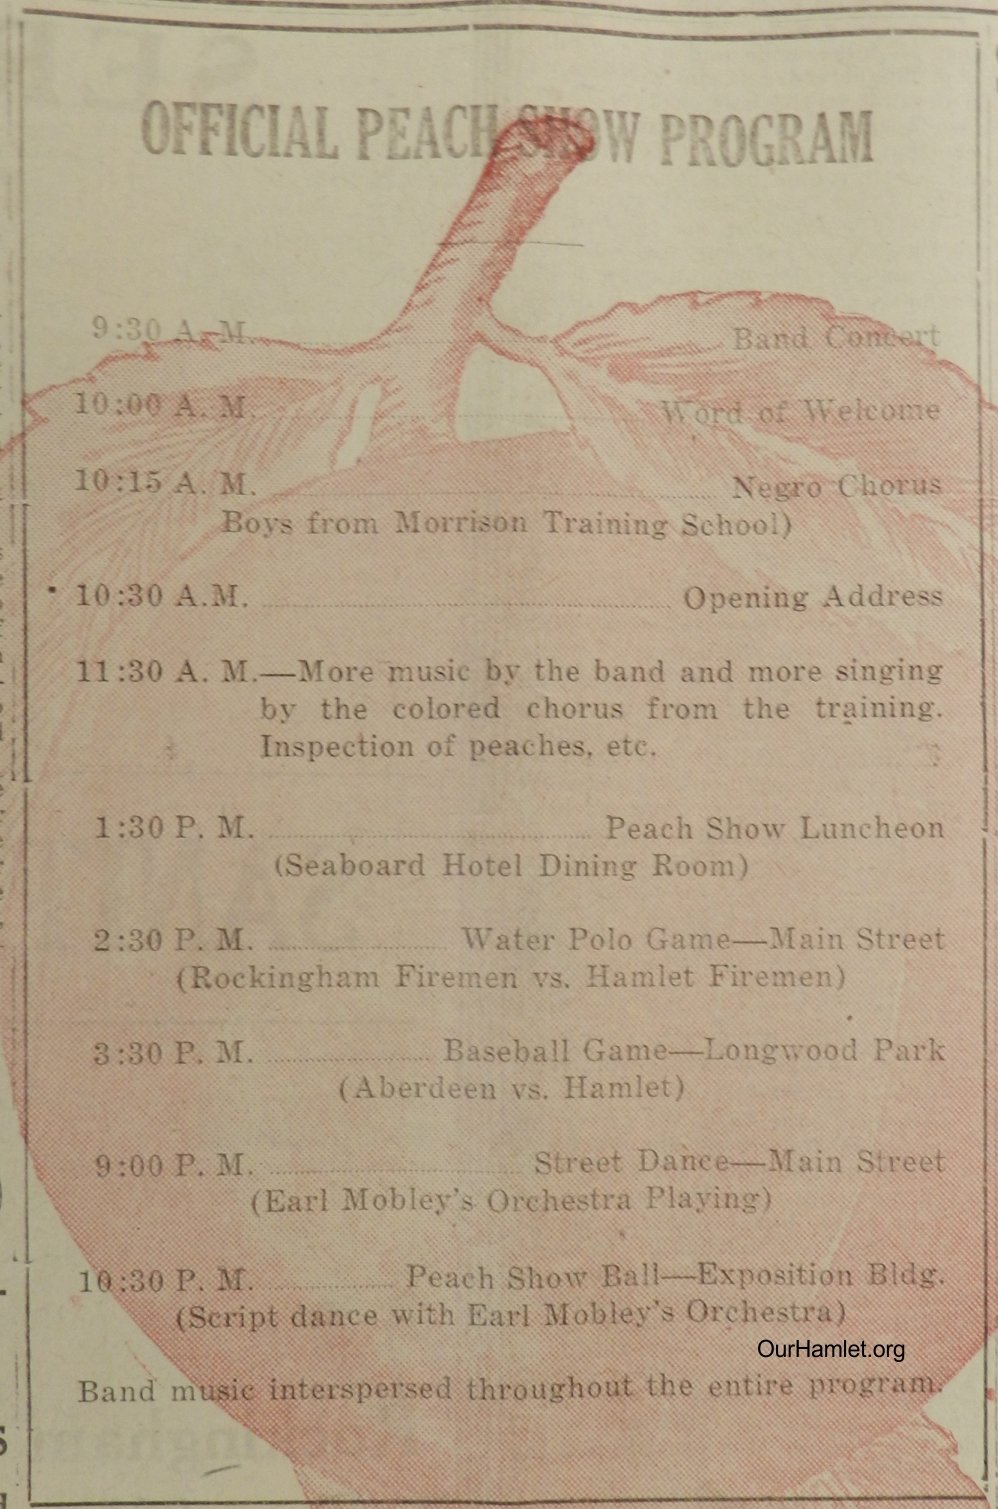 OFFICIAL PEACH SHOW PROGRAM
9:30 A. M. Band Concert
10:00 A. M. Word of Welcome
10:15 A. M. Negro Chorus
Boys from Morrison Training School)
10:30 A.M. Opening Address
11:30 A. M.—More music by the band and more singing
by the colored chorus from the training.
Inspection of peaches, etc.
1:30 P. M. Peach Show Luncheon
(Seaboard Hotel Dining Room)
2:30 P. M. Water Polo Game—Main Street
(Rockingham Firemen vs. Hamlet Firemen)
3:30 P. M. Baseball Game—Longwood Park
(Aberdeen vs. Hamlet)
9:00 P. M. Street Dance—Main Street
(Earl Mobley's Orchestra Playing)
10:30 P. M. Peach Show Ball—Exposition Bldg.
(Script dance with Earl Mobley's Orchestra)
OurHamlet.org
Band music interspersed throughout the entire program.